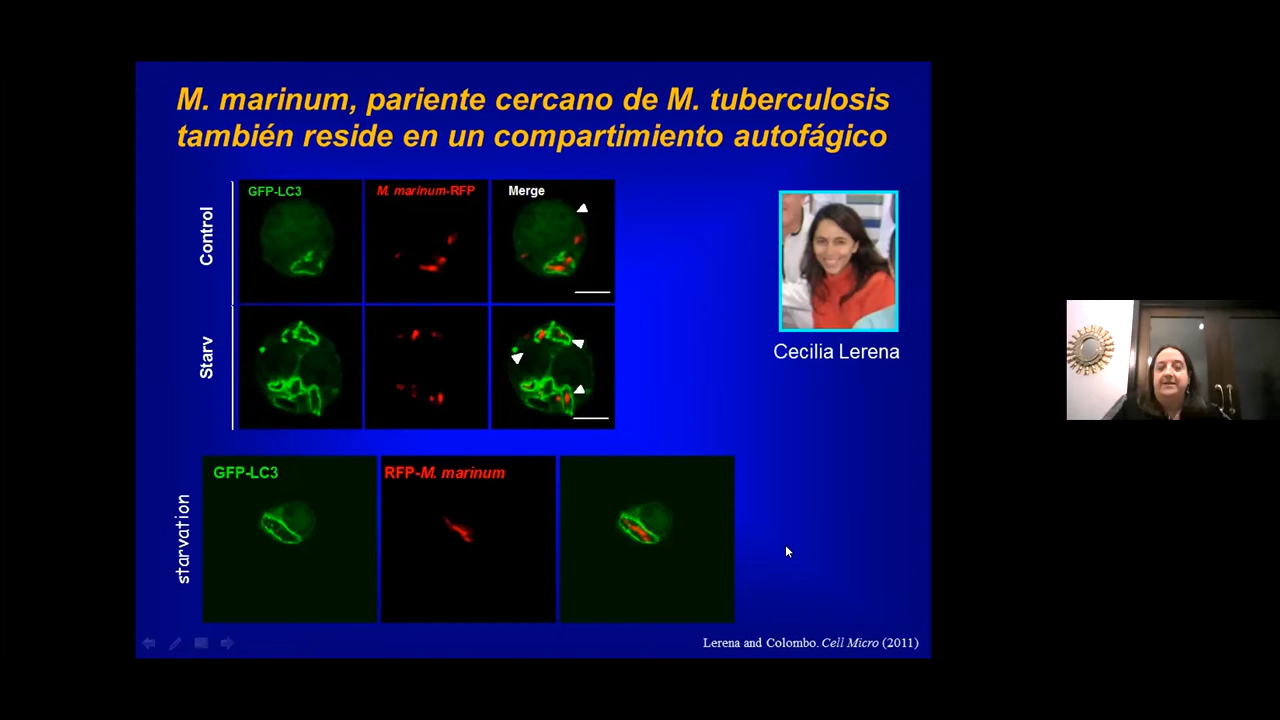 M. marinum, pariente cercano de M. tuberculosis
también reside en un compartimiento autofágico
Control
GFP-LC3
M. marinum-RFP
Merge
Starv
Cecilia Lerena
starvation
GFP-LC3
RFP-M. marinum
Lerena and Colombo. Cell Micro (2011)